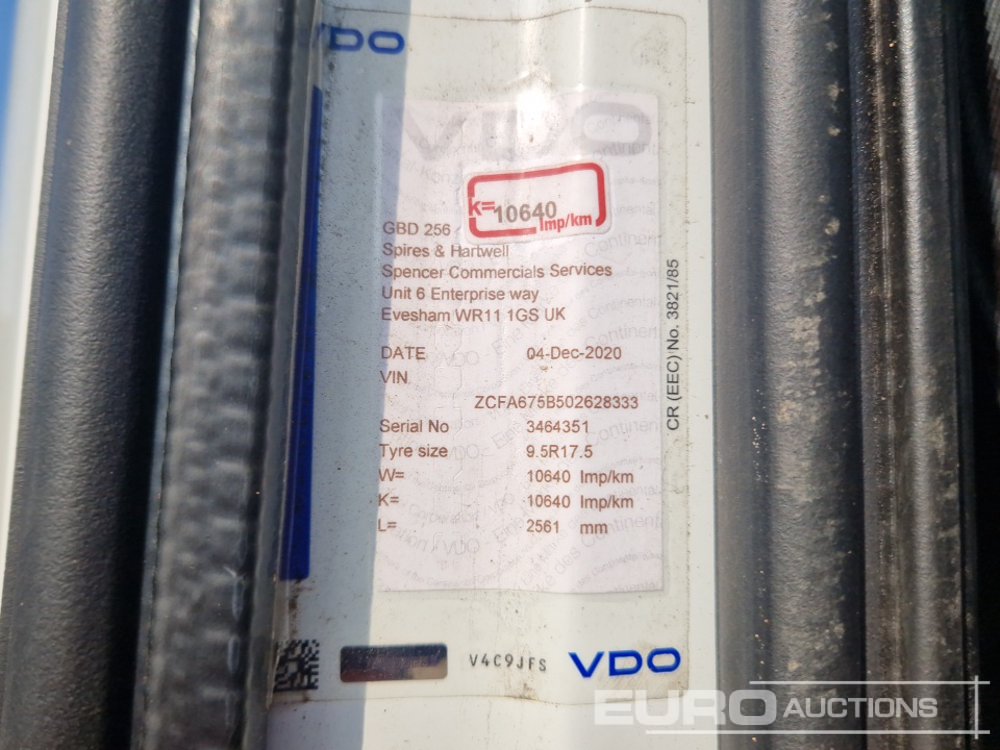 VDO
VDO
k=10640
Imp/km
GBD 256
Spires & Hartwell
Spencer Commercials Services
Unit 6 Enterprise way
Evesham WR11 1GS UK
DATE 04-Dec-2020
VIN
ZCFA675B502628333
Serial No 3464351
Tyre size 9.5R17.5
W= 10640 Imp/km
K= 10640 Imp/km
L= 2561 mm
CR (EEC) No. 3821/85
V4C9JFS VDO
EURO AUCTIONS